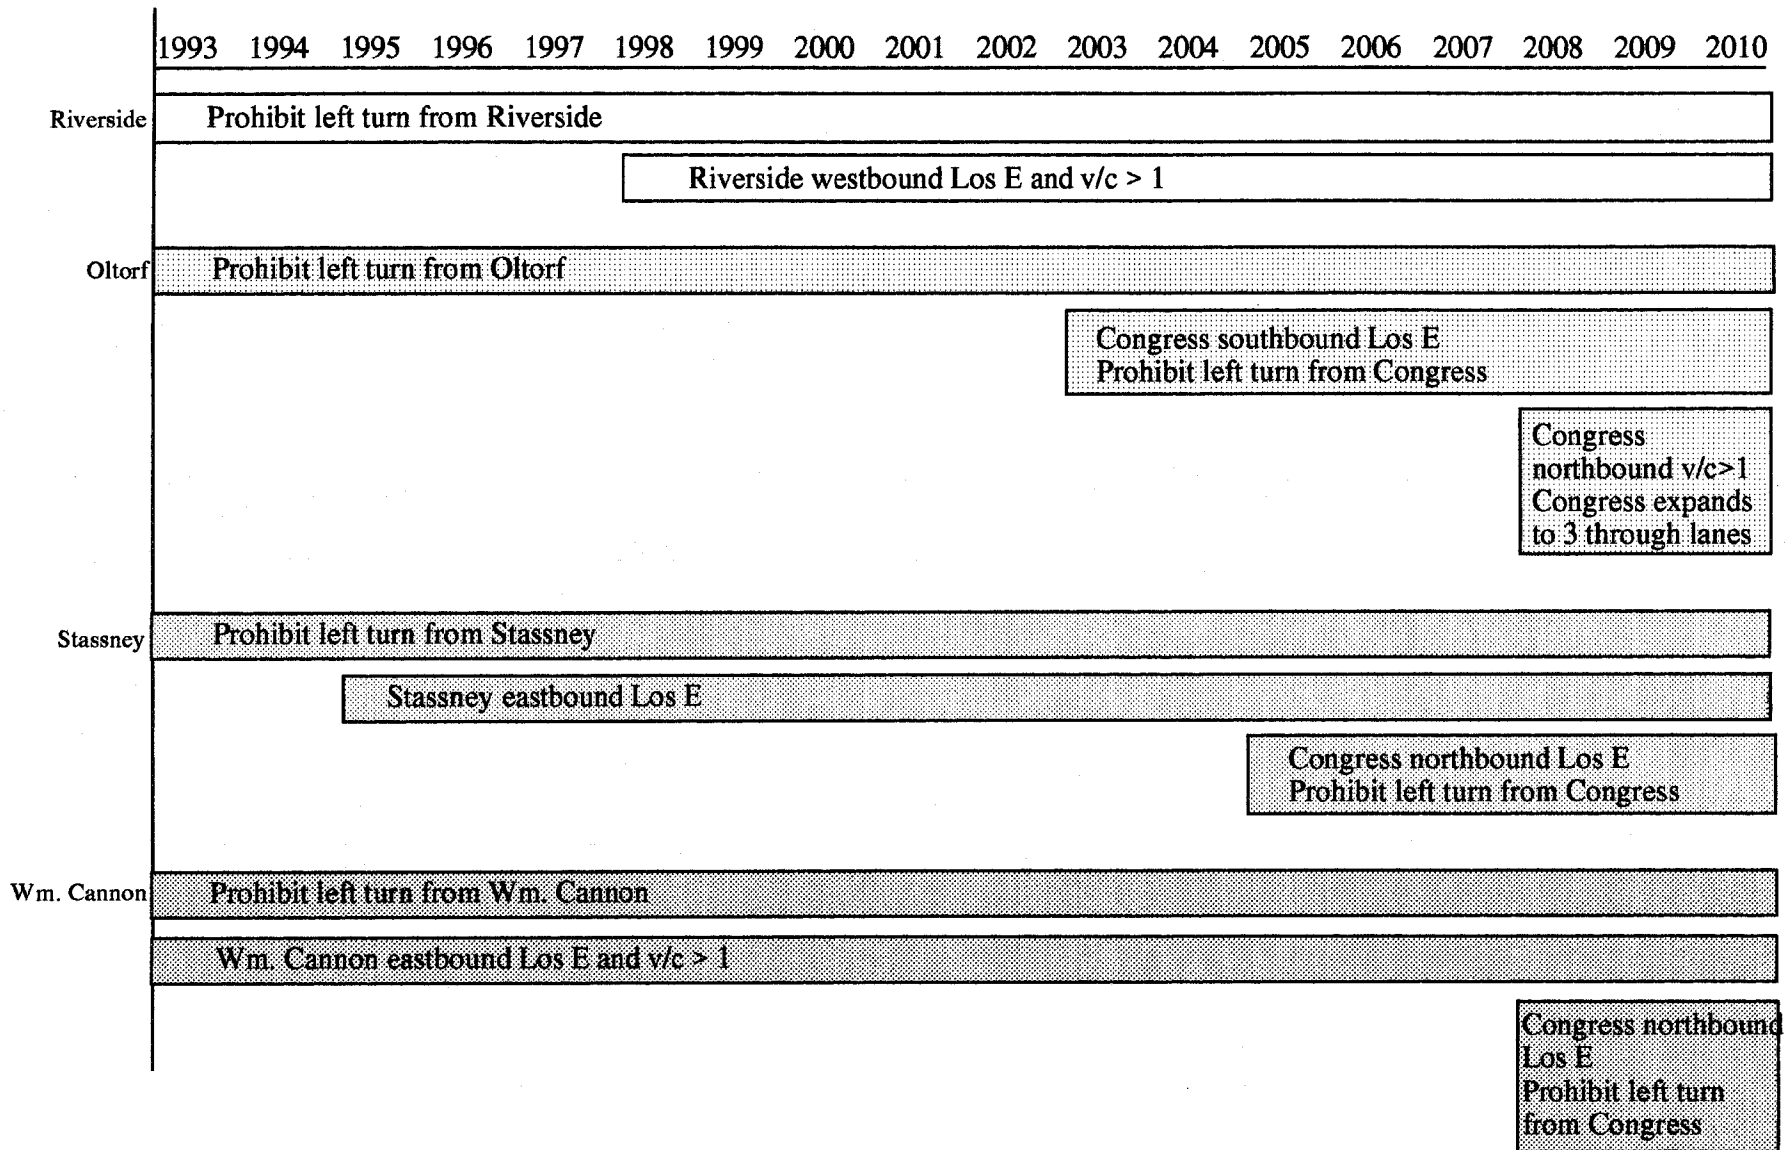 1993 1994 1995 1996 1997 1998 1999 2000 2001 2002 2003 2004 2005 2006 2007 2008 2009 2010
Riverside
Prohibit left turn from Riverside
Riverside westbound Los E and v/c > 1
Oltorf
Prohibit left turn from Oltorf
Congress southbound Los E
Prohibit left turn from Congress
Congress
northbound v/c>1
Congress expands
to 3 through lanes
Stassney
Prohibit left turn from Stassney
Stassney eastbound Los E
Congress northbound Los E
Prohibit left turn from Congress
Wm. Cannon
Prohibit left turn from Wm. Cannon
Wm. Cannon eastbound Los E and v/c > 1
Congress northbound
Los E
Prohibit left turn
from Congress